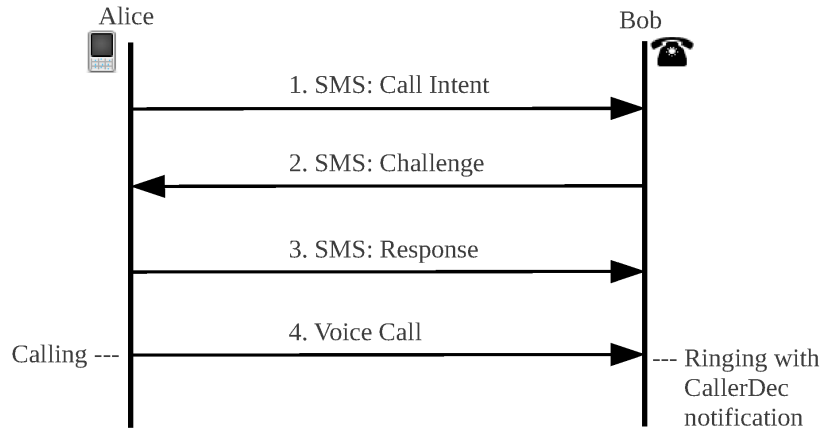 Alice
Bob
1. SMS: Call Intent
2. SMS: Challenge
3. SMS: Response
4. Voice Call
Calling ---
--- Ringing with
CallerDec
notification